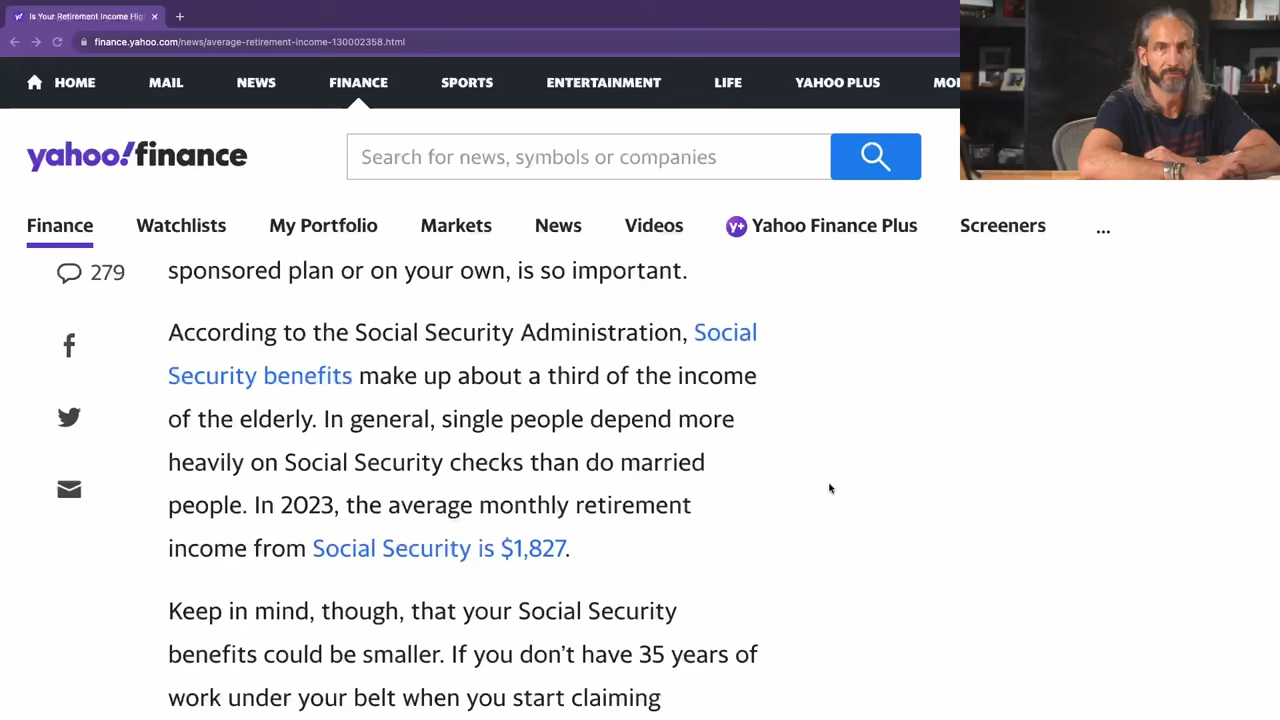 Is Your Retirement Income Hig
finance.yahoo.com/news/average-retirement-income-130002358.html
HOME MAIL NEWS FINANCE SPORTS ENTERTAINMENT LIFE YAHOO PLUS MO
yahoo!finance
Search for news, symbols or companies
Finance Watchlists My Portfolio Markets News Videos y+ Yahoo Finance Plus Screeners ...
279
sponsored plan or on your own, is so important.
According to the Social Security Administration, Social
Security benefits make up about a third of the income
of the elderly. In general, single people depend more
heavily on Social Security checks than do married
people. In 2023, the average monthly retirement
income from Social Security is $1,827.
Keep in mind, though, that your Social Security
benefits could be smaller. If you don’t have 35 years of
work under your belt when you start claiming